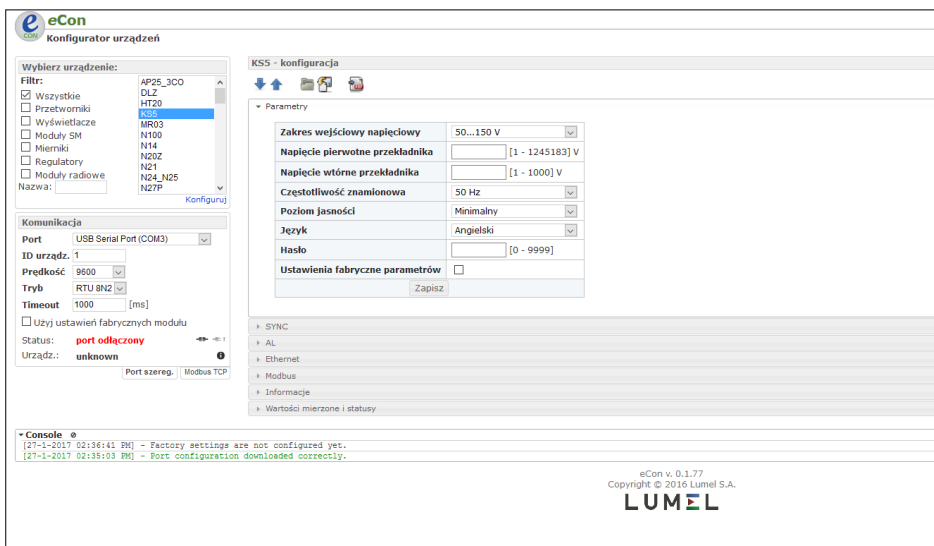 eCon
CON
Konfigurator urządzeń
Wybierz urządzenie:
Filtr:
Wszystkie
Przetworniki
Wyświetlacze
Moduły SM
Mierniki
Regulatory
Moduły radiowe
Nazwa:
AP25_3CO
DLZ
HT20
KS5
MR03
N100
N14
N20Z
N21
N24_N25
N27P
Konfiguruj
Komunikacja
Port USB Serial Port (COM3)
ID urządz. 1
Prędkość 9600
Tryb RTU 8N2
Timeout 1000 [ms]
Użyj ustawień fabrycznych modułu
Status: port odłączony
Urządz.: unknown
Port szereg. Modbus TCP
KS5 - konfiguracja
Parametry
Zakres wejściowy napięciowy 50...150 V
Napięcie pierwotne przekładnika [1 - 1245183] V
Napięcie wtórne przekładnika [1 - 1000] V
Częstotliwość znamionowa 50 Hz
Poziom jasności Minimalny
Język Angielski
Hasło [0 - 9999]
Ustawienia fabryczne parametrów
Zapisz
SYNC
AL
Ethernet
Modbus
Informacje
Wartości mierzone i statusy
Console
[27-1-2017 02:36:41 PM] - Factory settings are not configured yet.
[27-1-2017 02:35:03 PM] - Port configuration downloaded correctly.
eCon v. 0.1.77
Copyright © 2016 Lumel S.A.
LUMEL